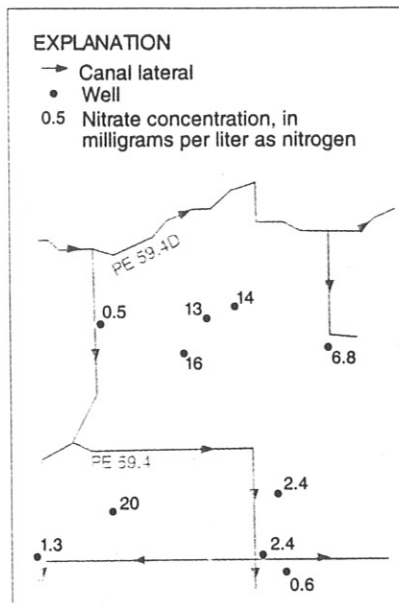 EXPLANATION
Canal lateral
Well
0.5 Nitrate concentration, in
milligrams per liter as nitrogen
PE 59.4D
0.5
13
14
16
6.8
PE 59.4
2.4
20
1.3
2.4
0.6